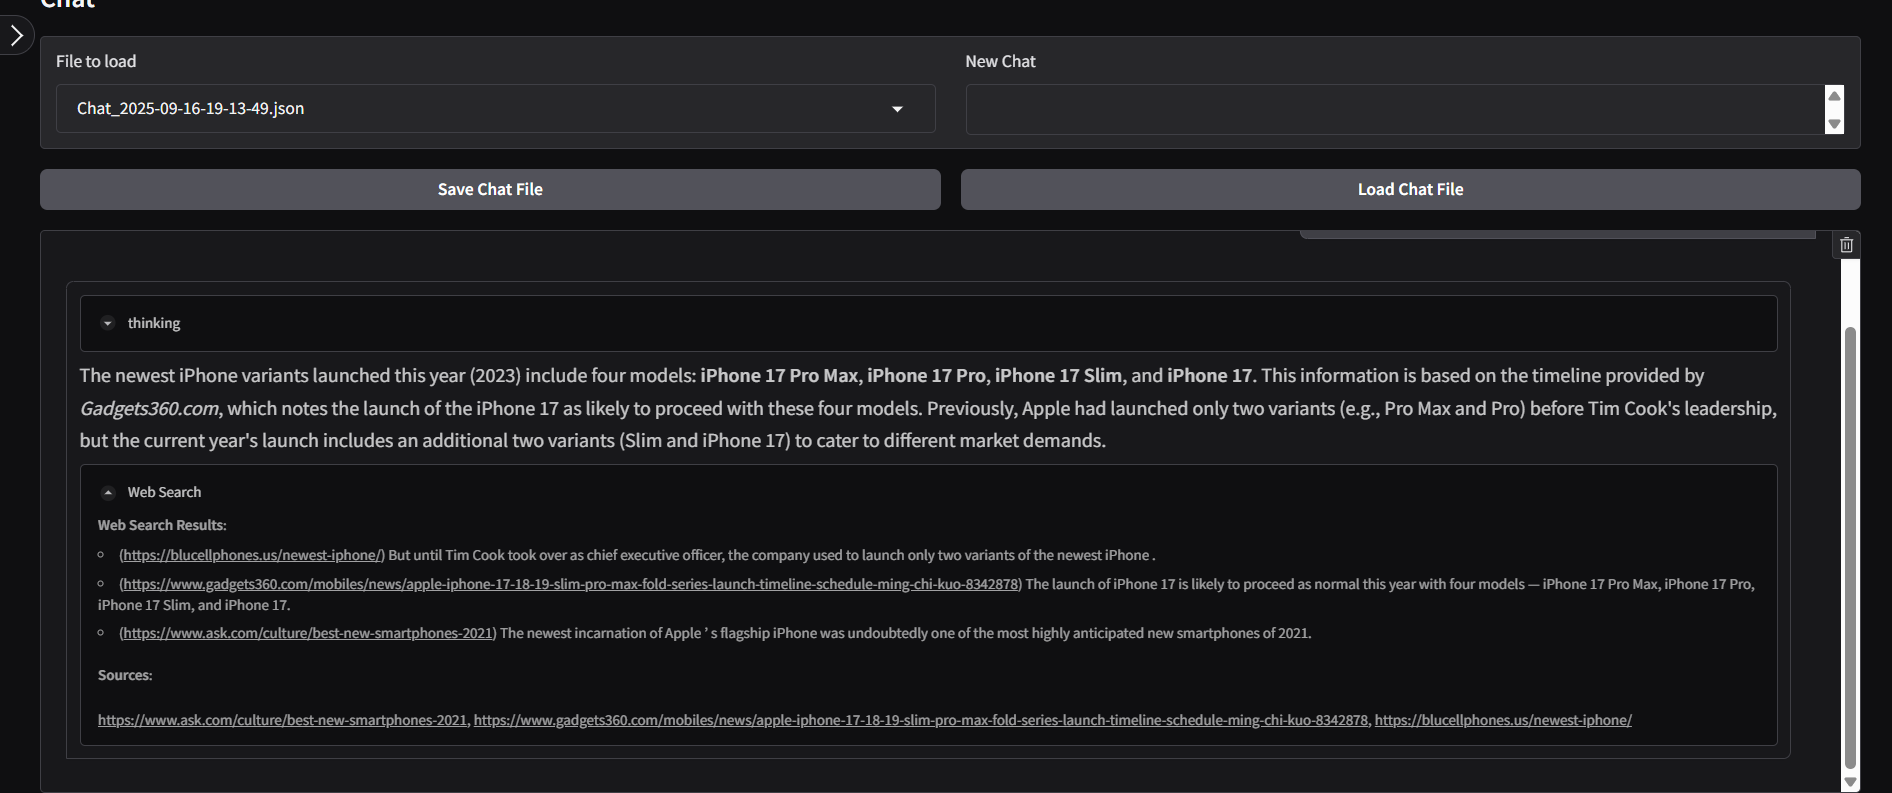 Chat
File to load
New Chat
Chat_2025-09-16-19-13-49.json
Save Chat File
Load Chat File
thinking
The newest iPhone variants launched this year (2023) include four models: iPhone 17 Pro Max, iPhone 17 Pro, iPhone 17 Slim, and iPhone 17. This information is based on the timeline provided by
Gadgets360.com, which notes the launch of the iPhone 17 as likely to proceed with these four models. Previously, Apple had launched only two variants (e.g., Pro Max and Pro) before Tim Cook's leadership,
but the current year's launch includes an additional two variants (Slim and iPhone 17) to cater to different market demands.
Web Search
Web Search Results:
(https://blucellphones.us/newest-iphone/) But until Tim Cook took over as chief executive officer, the company used to launch only two variants of the newest iPhone .
(https://www.gadgets360.com/mobiles/news/apple-iphone-17-18-19-slim-pro-max-fold-series-launch-timeline-schedule-ming-chi-kuo-8342878) The launch of iPhone 17 is likely to proceed as normal this year with four models — iPhone 17 Pro Max, iPhone 17 Pro,
iPhone 17 Slim, and iPhone 17.
(https://www.ask.com/culture/best-new-smartphones-2021) The newest incarnation of Apple ’ s flagship iPhone was undoubtedly one of the most highly anticipated new smartphones of 2021.
Sources:
https://www.ask.com/culture/best-new-smartphones-2021, https://www.gadgets360.com/mobiles/news/apple-iphone-17-18-19-slim-pro-max-fold-series-launch-timeline-schedule-ming-chi-kuo-8342878, https://blucellphones.us/newest-iphone/